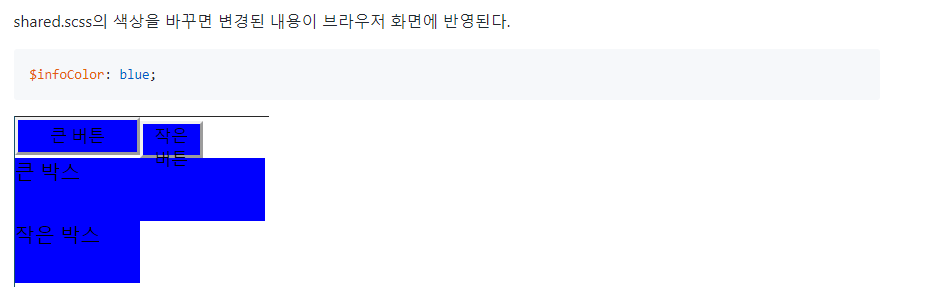 shared.scss의 색상을 바꾸면 변경된 내용이 브라우저 화면에 반영된다.
$infoColor: blue;
큰 버튼
작은
버튼
큰 박스
작은 박스